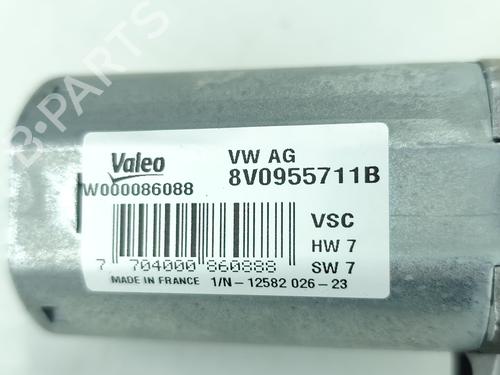 B-PARTS
Valeo
VW AG
W000086088
8V0955711B
VSC
HW 7
7 704000 860888
SW 7
MADE IN FRANCE 1/N - 12582 026 - 23